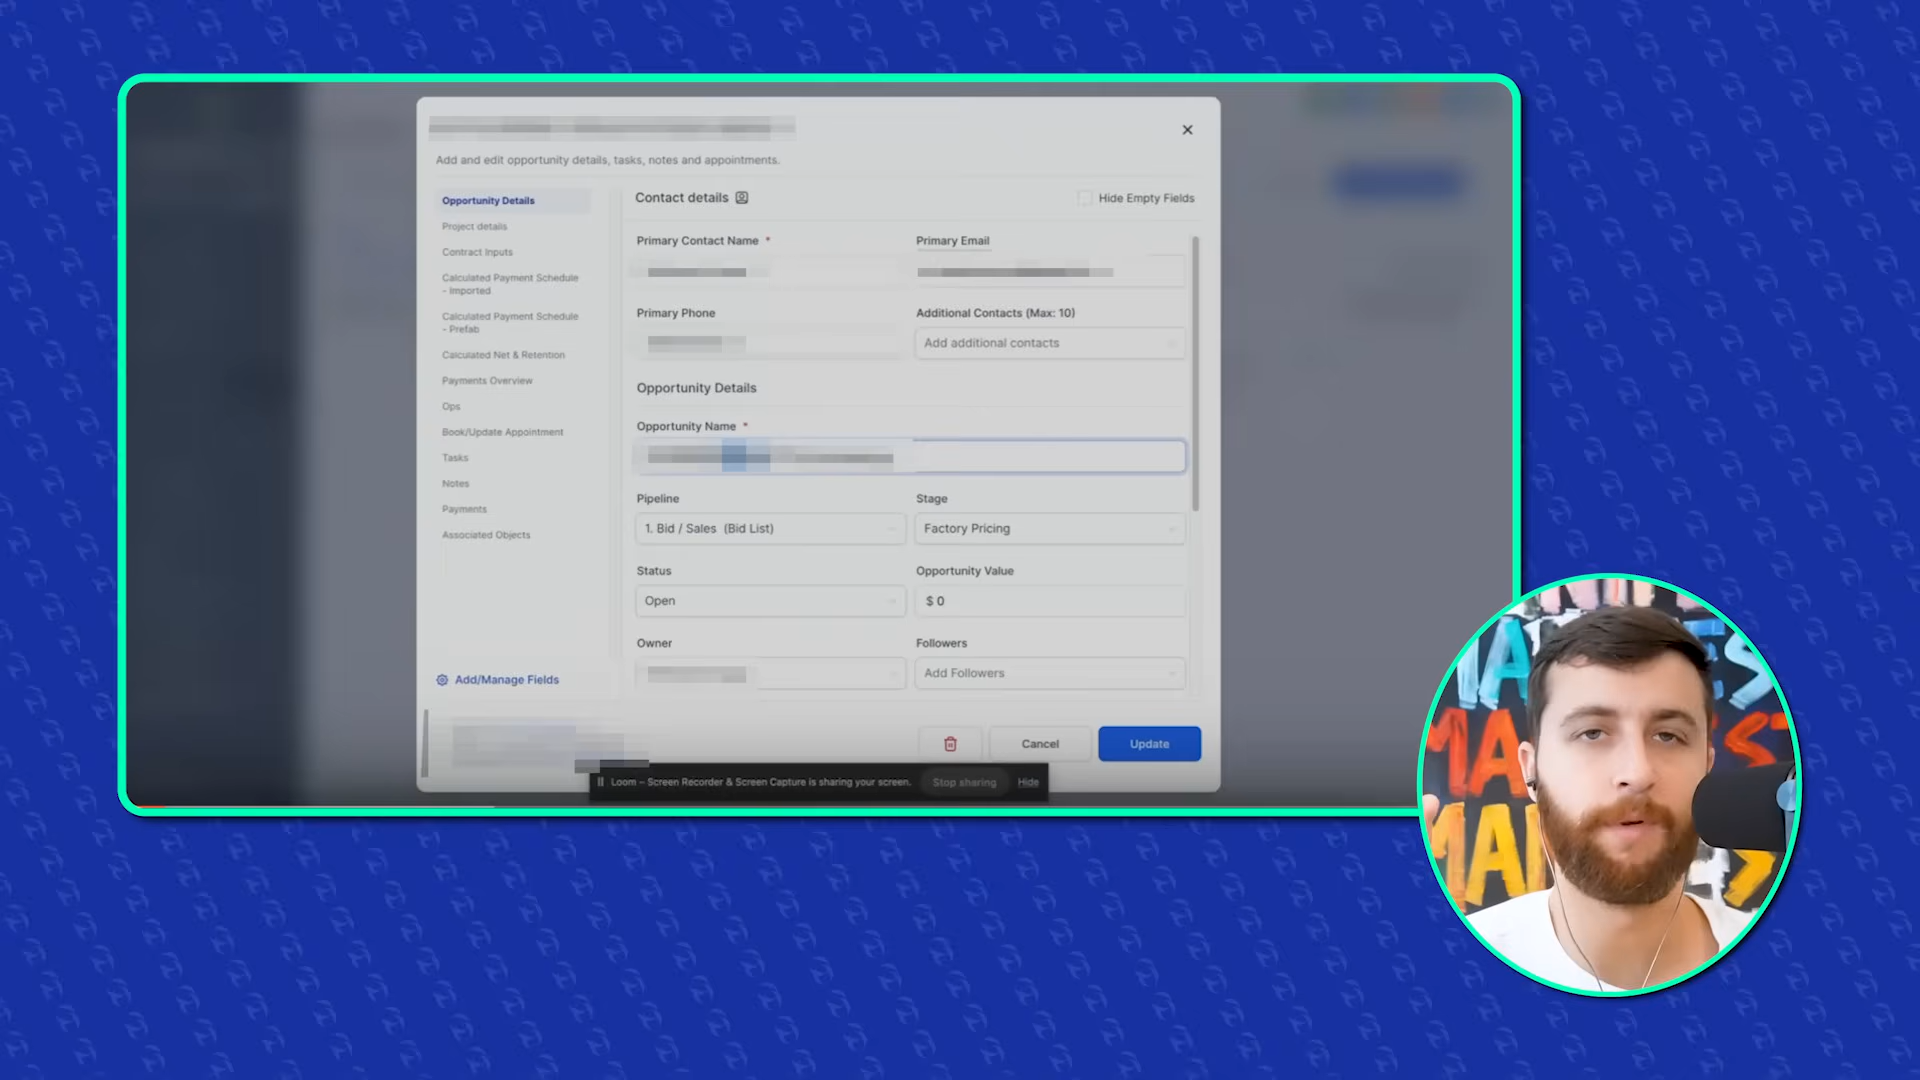 Add and edit opportunity details, tasks, notes and appointments.
Opportunity Details
Project details
Contract Inputs
Calculated Payment Schedule
- Imported
Calculated Payment Schedule
- Prefab
Calculated Net & Retention
Payments Overview
Ops
Book/Update Appointment
Tasks
Notes
Payments
Associated Objects
Add/Manage Fields
Contact details
Hide Empty Fields
Primary Contact Name *
Primary Email
Primary Phone
Additional Contacts (Max: 10)
Add additional contacts
Opportunity Details
Opportunity Name *
Pipeline
Stage
1. Bid / Sales (Bid List)
Factory Pricing
Status
Opportunity Value
Open
$ 0
Owner
Followers
Add Followers
Cancel
Update
Loom – Screen Recorder & Screen Capture is sharing your screen.
Stop sharing
Hide